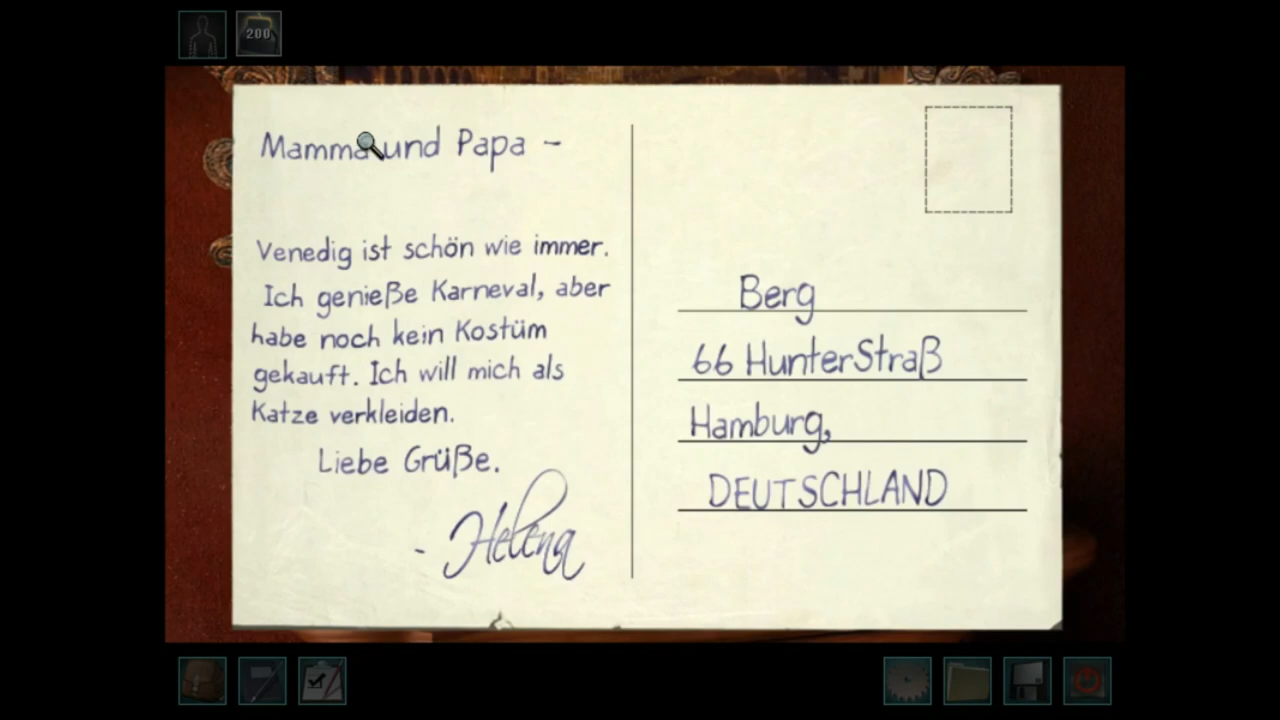 200
Mamma und Papa -
Venedig ist schön wie immer.
Ich genieße Karneval, aber
habe noch kein Kostüm
gekauft. Ich will mich als
Katze verkleiden.
Liebe Grüße.
- Helena
Berg
66 HunterStraß
Hamburg,
DEUTSCHLAND